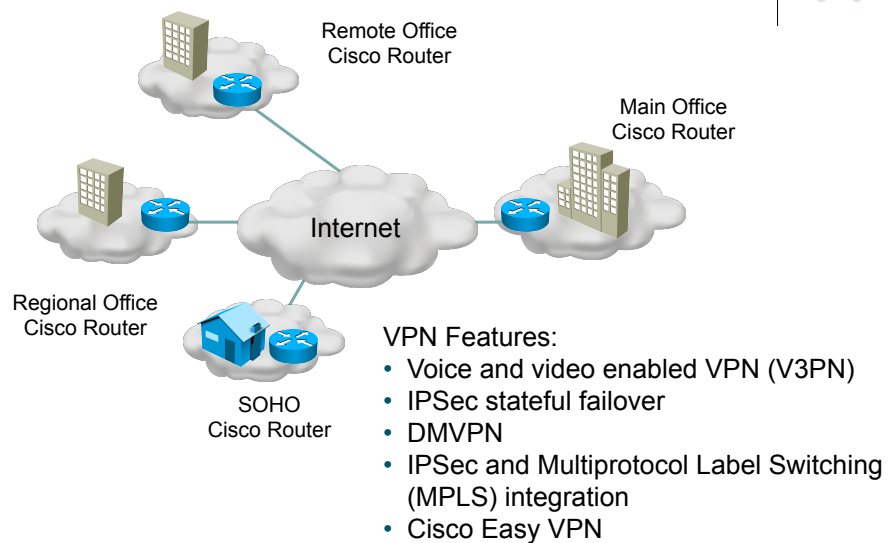 Remote Office
Cisco Router
Main Office
Cisco Router
Internet
Regional Office
Cisco Router
SOHO
Cisco Router
VPN Features:
• Voice and video enabled VPN (V3PN)
• IPSec stateful failover
• DMVPN
• IPSec and Multiprotocol Label Switching
(MPLS) integration
• Cisco Easy VPN